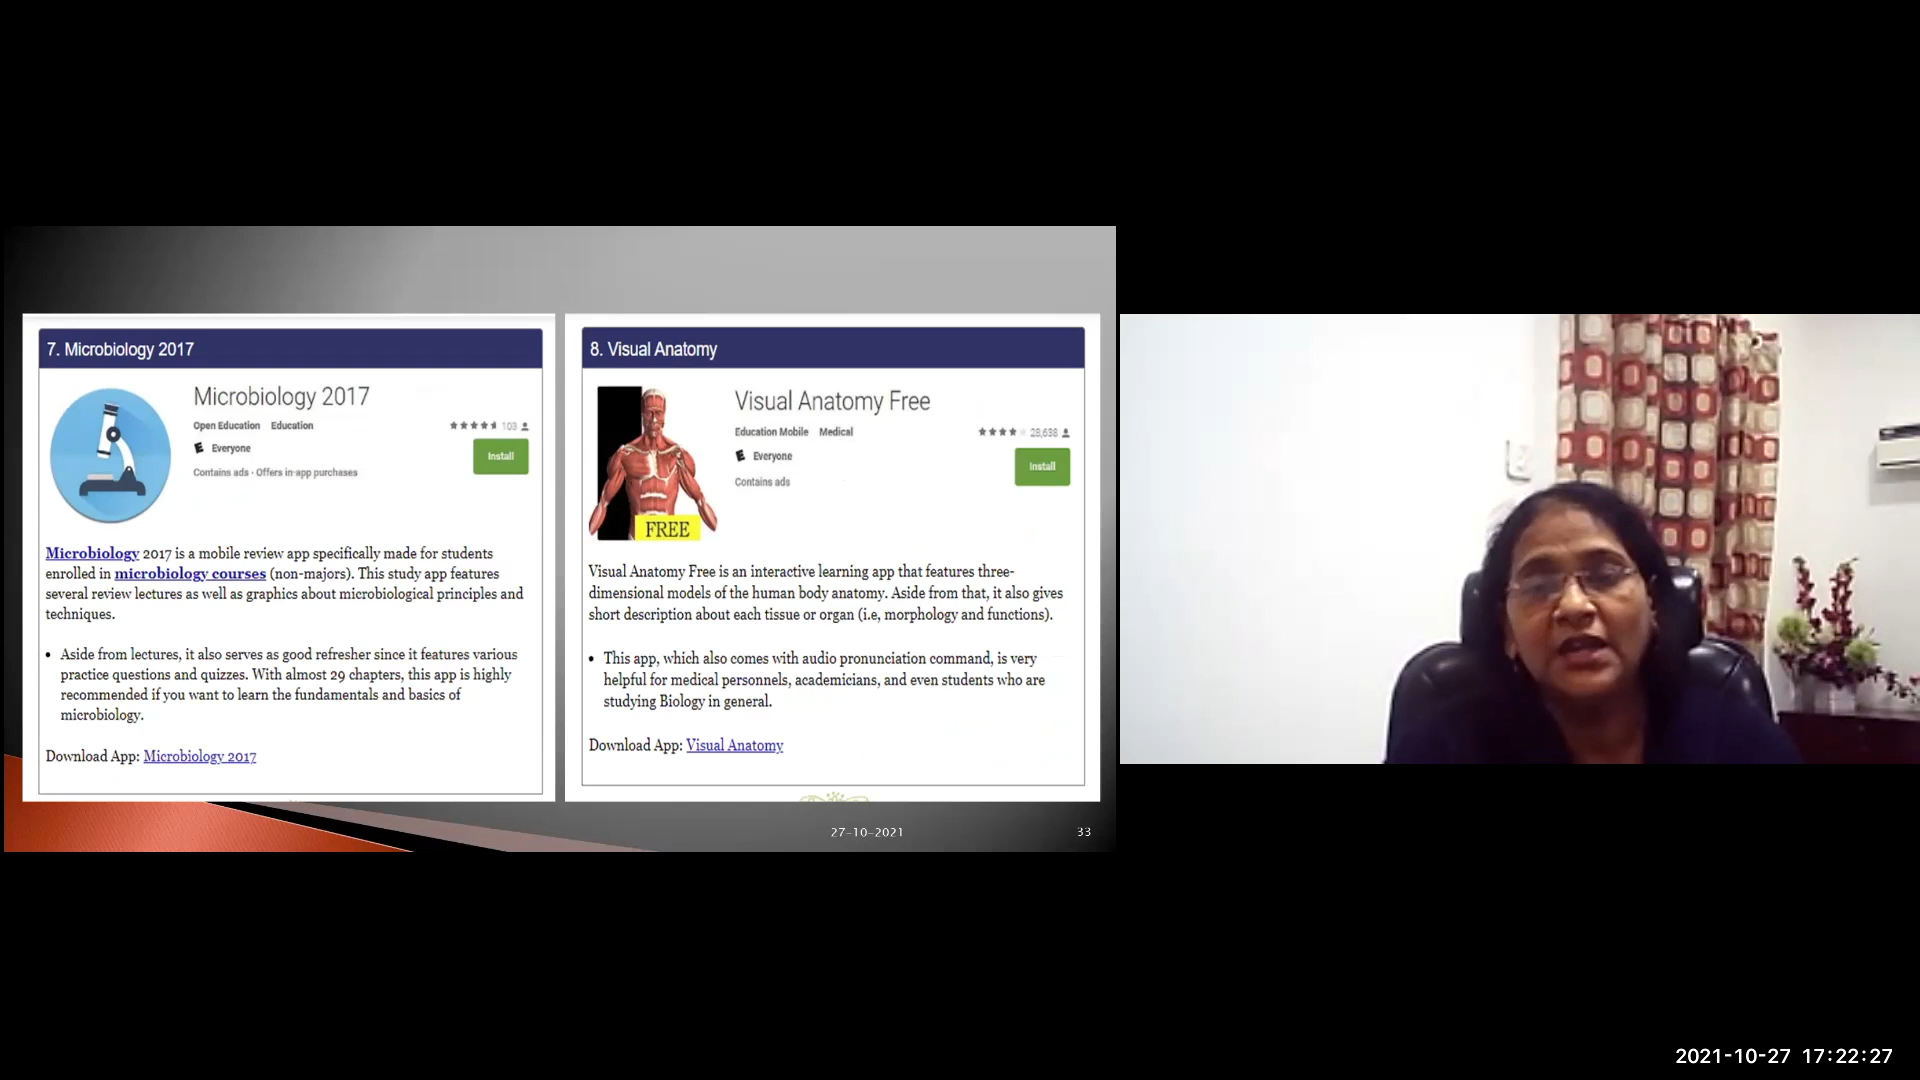 7. Microbiology 2017
Microbiology 2017
Open Education Education
103
Everyone
Install
Contains ads · Offers in-app purchases
Microbiology 2017 is a mobile review app specifically made for students
enrolled in microbiology courses (non-majors). This study app features
several review lectures as well as graphics about microbiological principles and
techniques.
• Aside from lectures, it also serves as good refresher since it features various
practice questions and quizzes. With almost 29 chapters, this app is highly
recommended if you want to learn the fundamentals and basics of
microbiology.
Download App: Microbiology 2017
8. Visual Anatomy
Visual Anatomy Free
Education Mobile Medical
28,638
Everyone
Install
Contains ads
FREE
Visual Anatomy Free is an interactive learning app that features three-
dimensional models of the human body anatomy. Aside from that, it also gives
short description about each tissue or organ (i.e, morphology and functions).
• This app, which also comes with audio pronunciation command, is very
helpful for medical personnels, academicians, and even students who are
studying Biology in general.
Download App: Visual Anatomy
27-10-2021
33
2021-10-27 17:22:27